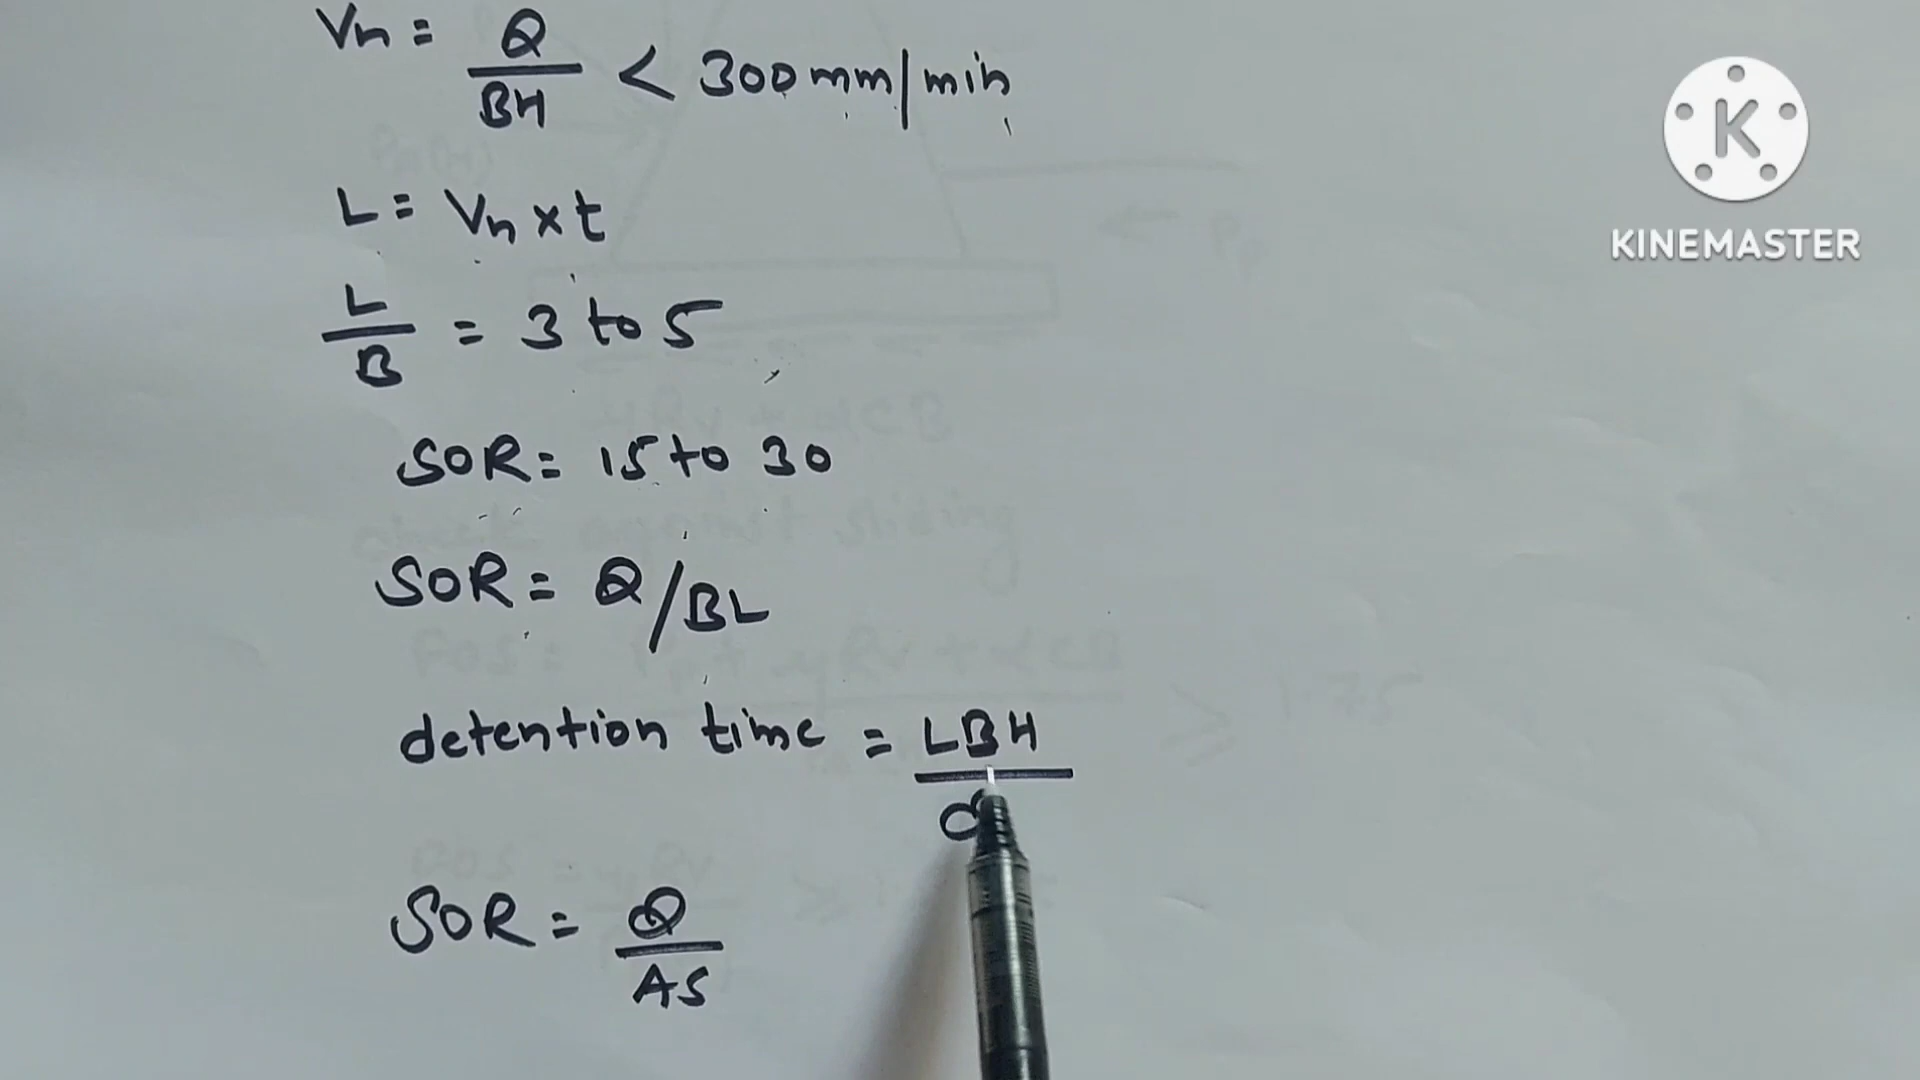 Vh = Q/BH < 300 mm/min
L = Vh × t
L/B = 3 to 5
SOR = 15 to 30
SOR = Q/BL
detention time = LBH/Q
SOR = Q/AS
K
KINEMASTER